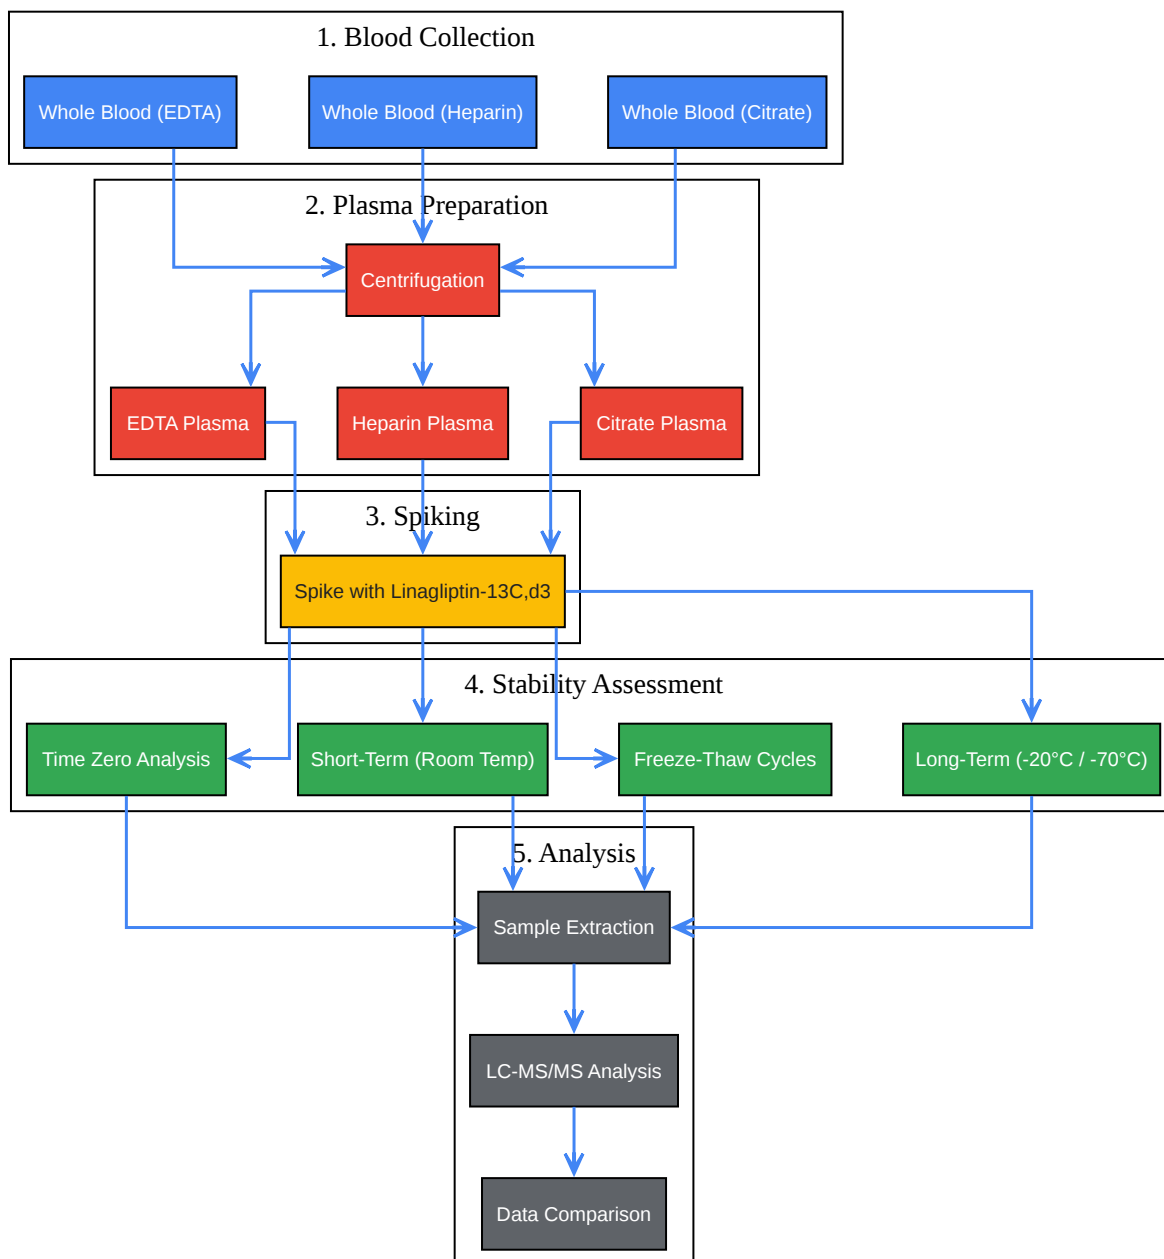 1. Blood Collection
Whole Blood (EDTA)
Whole Blood (Heparin)
Whole Blood (Citrate)
2. Plasma Preparation
Centrifugation
EDTA Plasma
Heparin Plasma
Citrate Plasma
3. Spiking
Spike with Linagliptin-13C,d3
4. Stability Assessment
Time Zero Analysis
Short-Term (Room Temp)
Freeze-Thaw Cycles
Long-Term (-20°C / -70°C)
5. Analysis
Sample Extraction
LC-MS/MS Analysis
Data Comparison